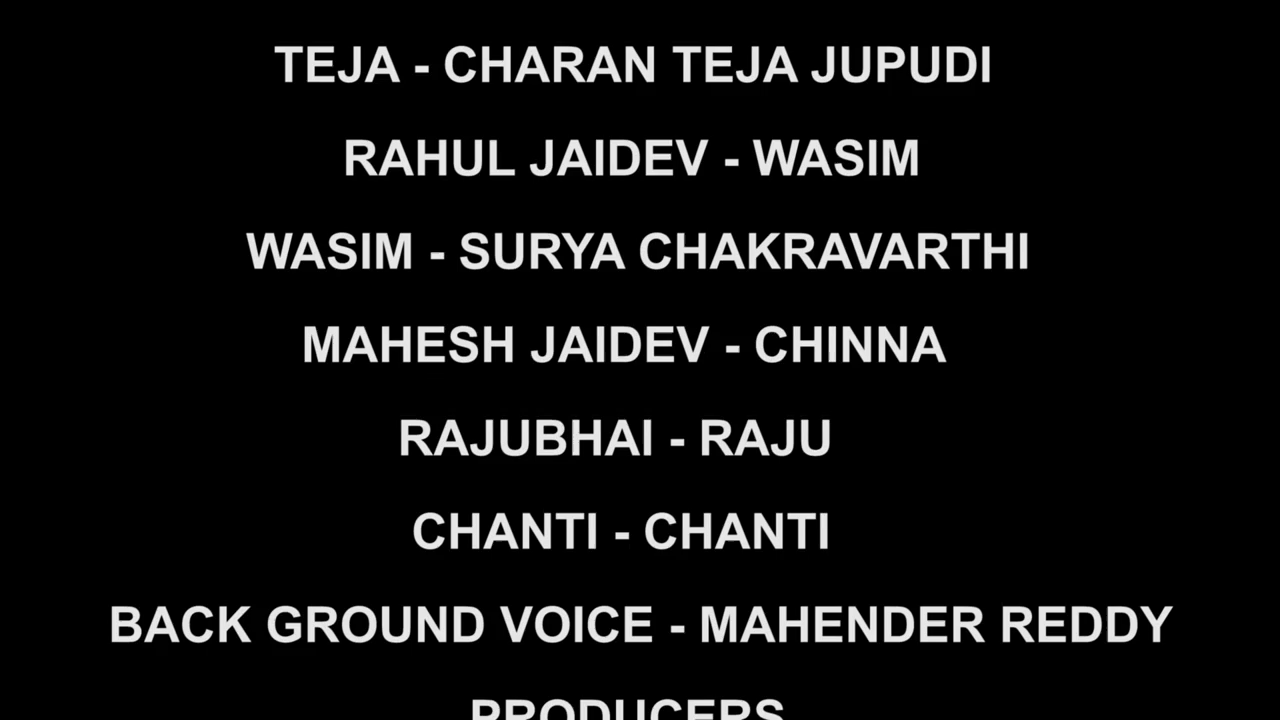 TEJA - CHARAN TEJA JUPUDI
RAHUL JAIDEV - WASIM
WASIM - SURYA CHAKRAVARTHI
MAHESH JAIDEV - CHINNA
RAJUBHAI - RAJU
CHANTI - CHANTI
BACK GROUND VOICE - MAHENDER REDDY
PRODUCERS